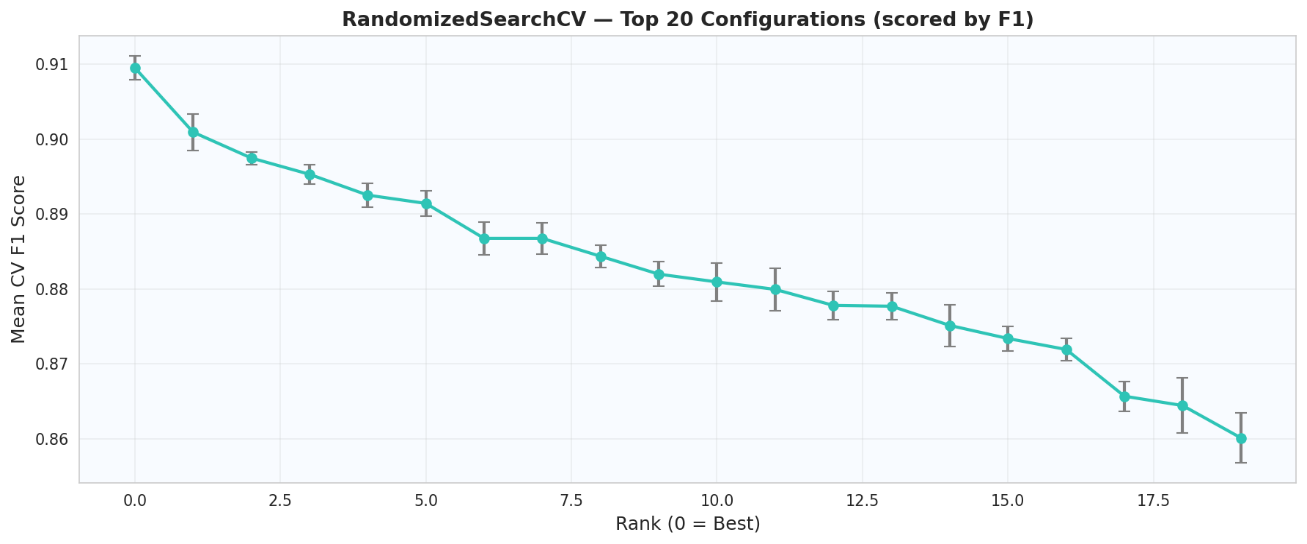 RandomizedSearchCV — Top 20 Configurations (scored by F1)
Mean CV F1 Score
0.91
0.90
0.89
0.88
0.87
0.86
0.0 2.5 5.0 7.5 10.0 12.5 15.0 17.5
Rank (0 = Best)